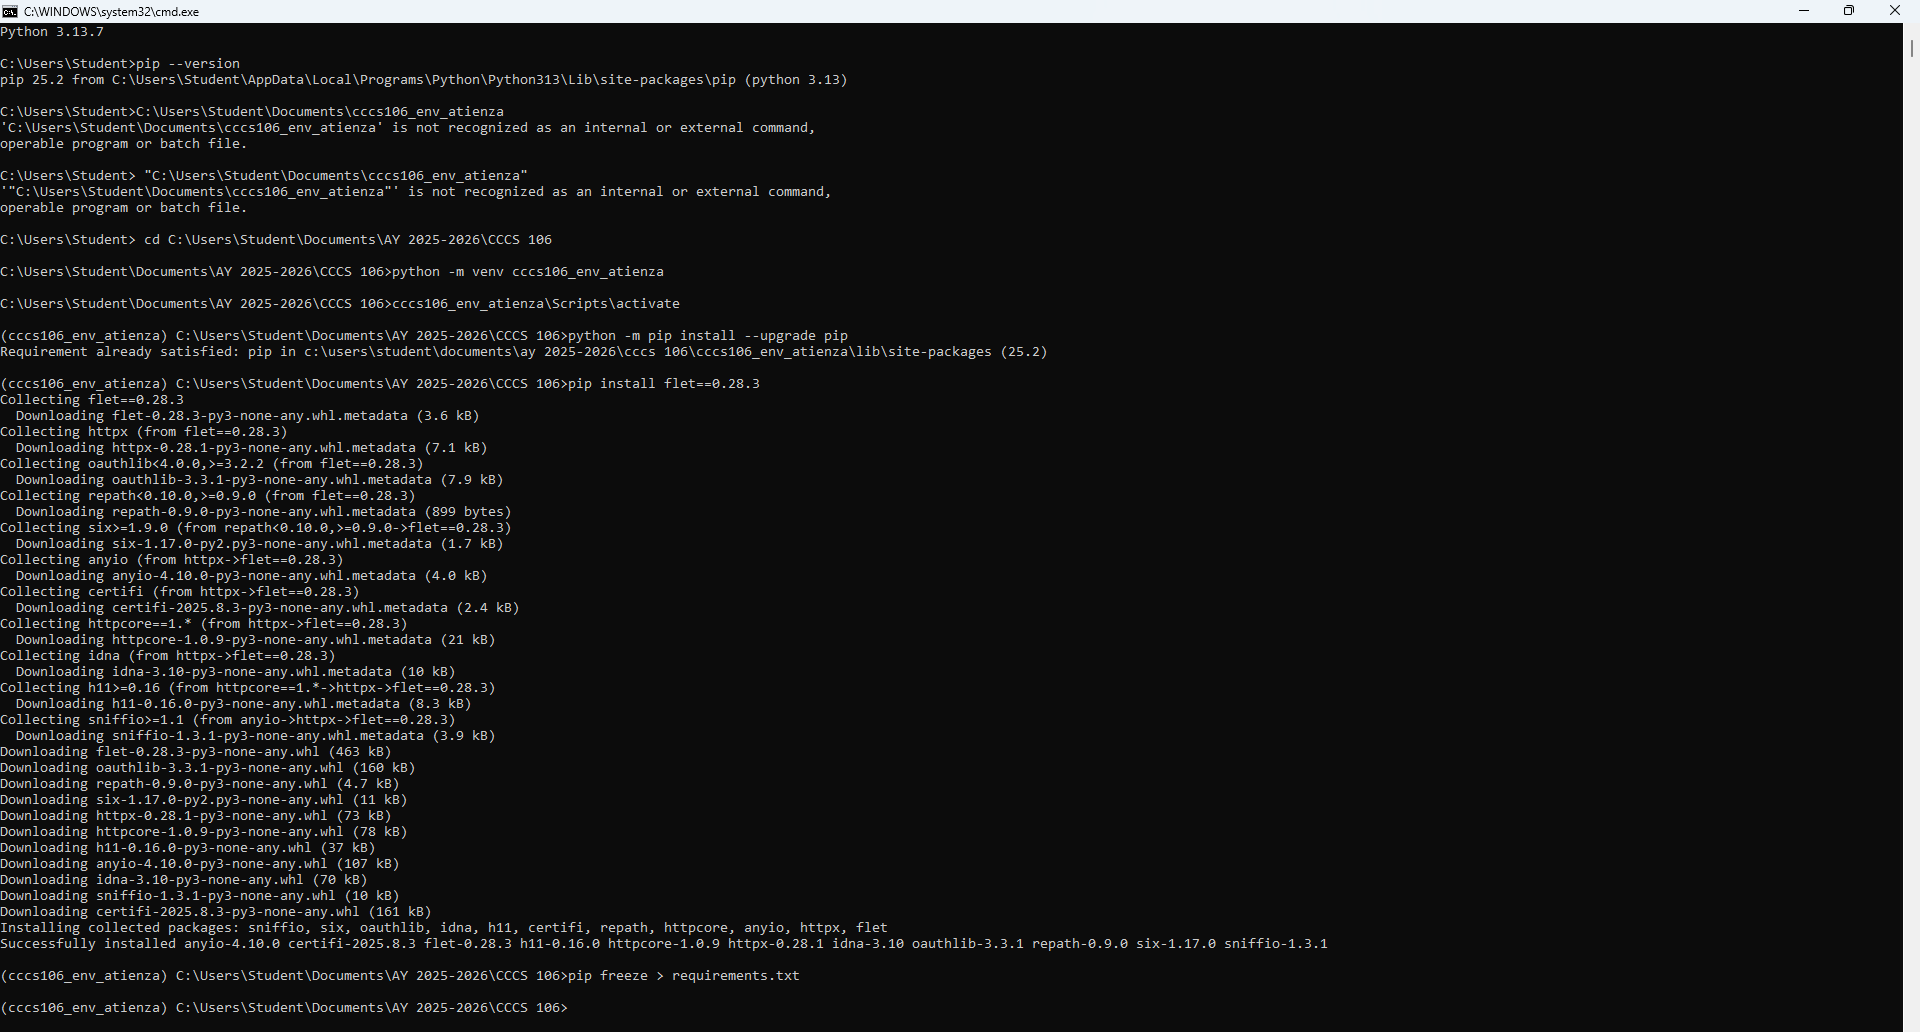 C:\WINDOWS\system32\cmd.exe
Python 3.13.7
C:\Users\Student>pip --version
pip 25.2 from C:\Users\Student\AppData\Local\Programs\Python\Python313\Lib\site-packages\pip (python 3.13)
C:\Users\Student>C:\Users\Student\Documents\cccs106_env_atienza
'C:\Users\Student\Documents\cccs106_env_atienza' is not recognized as an internal or external command,
operable program or batch file.
C:\Users\Student> "C:\Users\Student\Documents\cccs106_env_atienza"
'"C:\Users\Student\Documents\cccs106_env_atienza"' is not recognized as an internal or external command,
operable program or batch file.
C:\Users\Student> cd C:\Users\Student\Documents\AY 2025-2026\CCCS 106
C:\Users\Student\Documents\AY 2025-2026\CCCS 106>python -m venv cccs106_env_atienza
C:\Users\Student\Documents\AY 2025-2026\CCCS 106>cccs106_env_atienza\Scripts\activate
(cccs106_env_atienza) C:\Users\Student\Documents\AY 2025-2026\CCCS 106>python -m pip install --upgrade pip
Requirement already satisfied: pip in c:\users\student\documents\ay 2025-2026\cccs 106\cccs106_env_atienza\lib\site-packages (25.2)
(cccs106_env_atienza) C:\Users\Student\Documents\AY 2025-2026\CCCS 106>pip install flet==0.28.3
Collecting flet==0.28.3
  Downloading flet-0.28.3-py3-none-any.whl.metadata (3.6 kB)
Collecting httpx (from flet==0.28.3)
  Downloading httpx-0.28.1-py3-none-any.whl.metadata (7.1 kB)
Collecting oauthlib<4.0.0,>=3.2.2 (from flet==0.28.3)
  Downloading oauthlib-3.3.1-py3-none-any.whl.metadata (7.9 kB)
Collecting repath<0.10.0,>=0.9.0 (from flet==0.28.3)
  Downloading repath-0.9.0-py3-none-any.whl.metadata (899 bytes)
Collecting six>=1.9.0 (from repath<0.10.0,>=0.9.0->flet==0.28.3)
  Downloading six-1.17.0-py2.py3-none-any.whl.metadata (1.7 kB)
Collecting anyio (from httpx->flet==0.28.3)
  Downloading anyio-4.10.0-py3-none-any.whl.metadata (4.0 kB)
Collecting certifi (from httpx->flet==0.28.3)
  Downloading certifi-2025.8.3-py3-none-any.whl.metadata (2.4 kB)
Collecting httpcore==1.* (from httpx->flet==0.28.3)
  Downloading httpcore-1.0.9-py3-none-any.whl.metadata (21 kB)
Collecting idna (from httpx->flet==0.28.3)
  Downloading idna-3.10-py3-none-any.whl.metadata (10 kB)
Collecting h11>=0.16 (from httpcore==1.*->httpx->flet==0.28.3)
  Downloading h11-0.16.0-py3-none-any.whl.metadata (8.3 kB)
Collecting sniffio>=1.1 (from anyio->httpx->flet==0.28.3)
  Downloading sniffio-1.3.1-py3-none-any.whl.metadata (3.9 kB)
Downloading flet-0.28.3-py3-none-any.whl (463 kB)
Downloading oauthlib-3.3.1-py3-none-any.whl (160 kB)
Downloading repath-0.9.0-py3-none-any.whl (4.7 kB)
Downloading six-1.17.0-py2.py3-none-any.whl (11 kB)
Downloading httpx-0.28.1-py3-none-any.whl (73 kB)
Downloading httpcore-1.0.9-py3-none-any.whl (78 kB)
Downloading h11-0.16.0-py3-none-any.whl (37 kB)
Downloading anyio-4.10.0-py3-none-any.whl (107 kB)
Downloading idna-3.10-py3-none-any.whl (70 kB)
Downloading sniffio-1.3.1-py3-none-any.whl (10 kB)
Downloading certifi-2025.8.3-py3-none-any.whl (161 kB)
Installing collected packages: sniffio, six, oauthlib, idna, h11, certifi, repath, httpcore, anyio, httpx, flet
Successfully installed anyio-4.10.0 certifi-2025.8.3 flet-0.28.3 h11-0.16.0 httpcore-1.0.9 httpx-0.28.1 idna-3.10 oauthlib-3.3.1 repath-0.9.0 six-1.17.0 sniffio-1.3.1
(cccs106_env_atienza) C:\Users\Student\Documents\AY 2025-2026\CCCS 106>pip freeze > requirements.txt
(cccs106_env_atienza) C:\Users\Student\Documents\AY 2025-2026\CCCS 106>